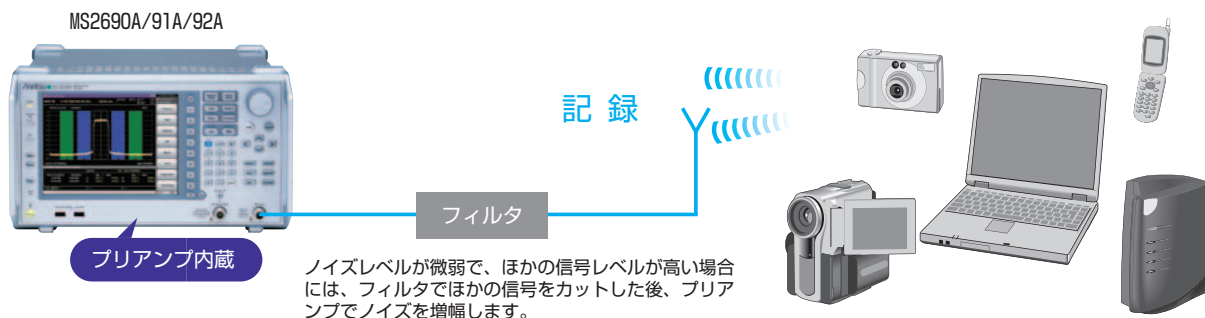 MS2690A/91A/92A
記 録
フィルタ
プリアンプ内蔵
ノイズレベルが微弱で、ほかの信号レベルが高い場合
には、フィルタでほかの信号をカットした後、プリア
ンプでノイズを増幅します。